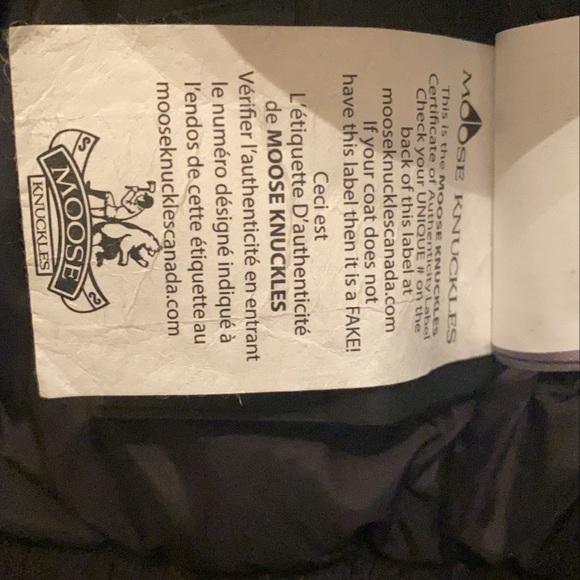 MOOSE KNUCKLES
This is the MOOSE KNUCKLES
Certificate of Authenticity Label
Check your UNIQUE # on the
back of this label at
mooseknucklescanada.com
If your coat does not
have this label then it is a FAKE!
Ceci est
L'étiquette D'authenticité
de MOOSE KNUCKLES
Vérifier l'authenticité en entrant
le numéro désigné indiqué à
l'endos de cette étiquette au
mooseknucklescanada.com
MOOSE
KNUCKLES